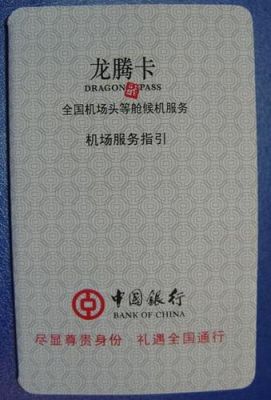 龙腾卡
DRAGON PASS
全国机场头等舱候机服务
机场服务指引
中国银行
BANK OF CHINA
尽显尊贵身份 礼遇全国通行